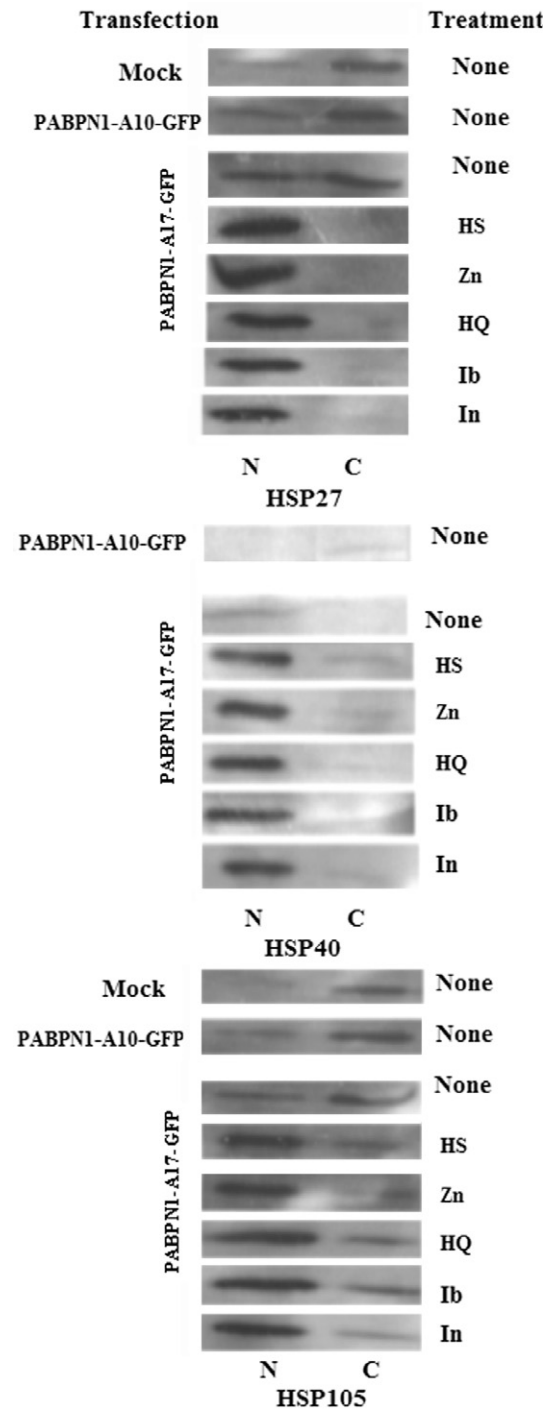 Transfection Treatment
Mock None
PABPN1-A10-GFP None
PABPN1-A17-GFP
None
HS
Zn
HQ
Ib
In
N C
HSP27
PABPN1-A10-GFP None
PABPN1-A17-GFP
None
HS
Zn
HQ
Ib
In
N C
HSP40
Mock None
PABPN1-A10-GFP None
PABPN1-A17-GFP
None
HS
Zn
HQ
Ib
In
N C
HSP105